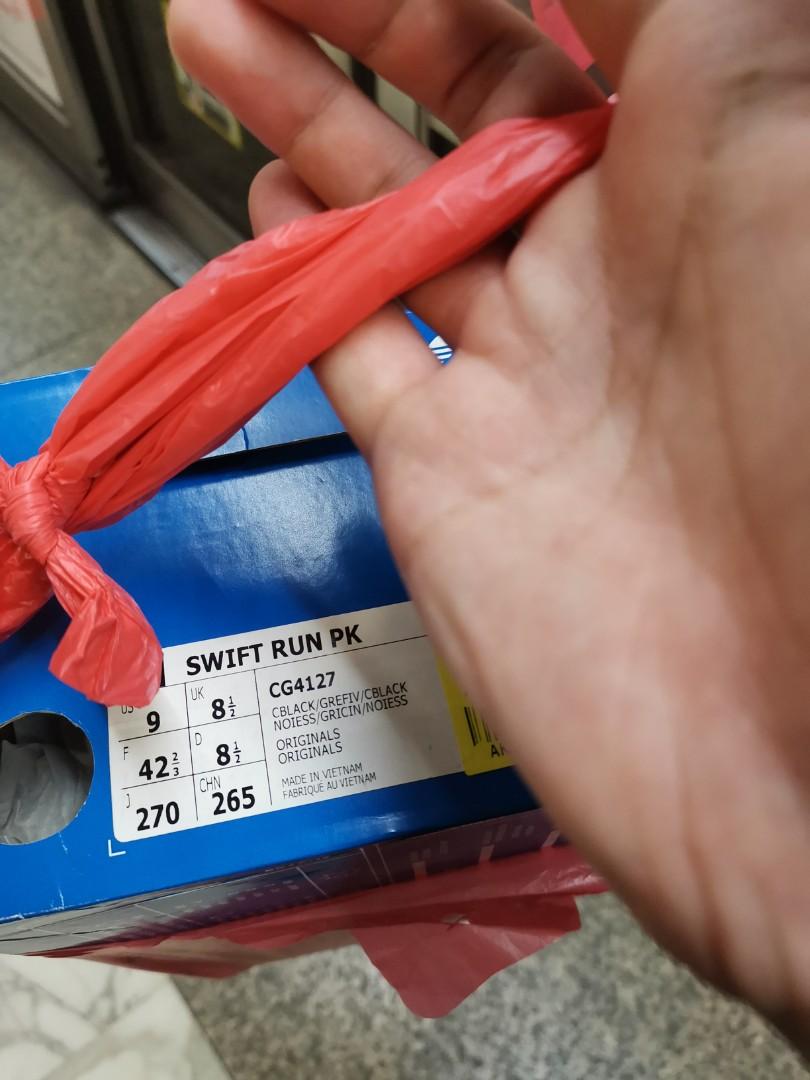 SWIFT RUN PK
US 9
UK 8½
F 42⅔
D 8½
J 270
CHN 265
CG4127
CBLACK/GREFIV/CBLACK
NOIESS/GRICIN/NOIESS
ORIGINALS
ORIGINALS
MADE IN VIETNAM
FABRIQUE AU VIETNAM